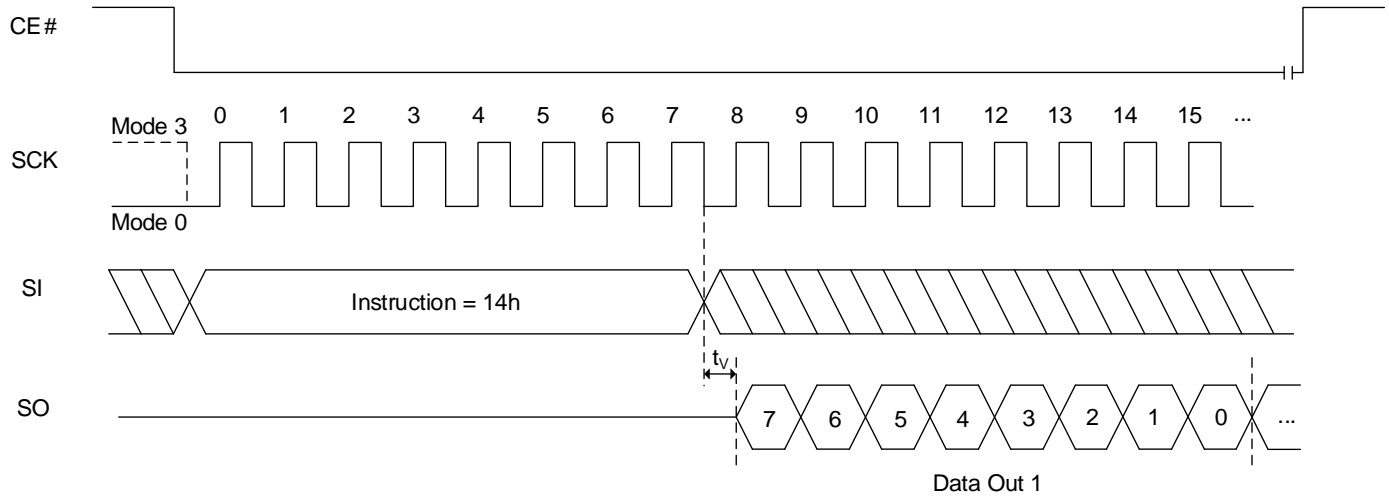 CE#
0 1 2 3 4 5 6 7 8 9 10 11 12 13 14 15 ...
Mode 3
SCK
Mode 0
SI
Instruction = 14h
tV
SO
7 6 5 4 3 2 1 0 ...
Data Out 1